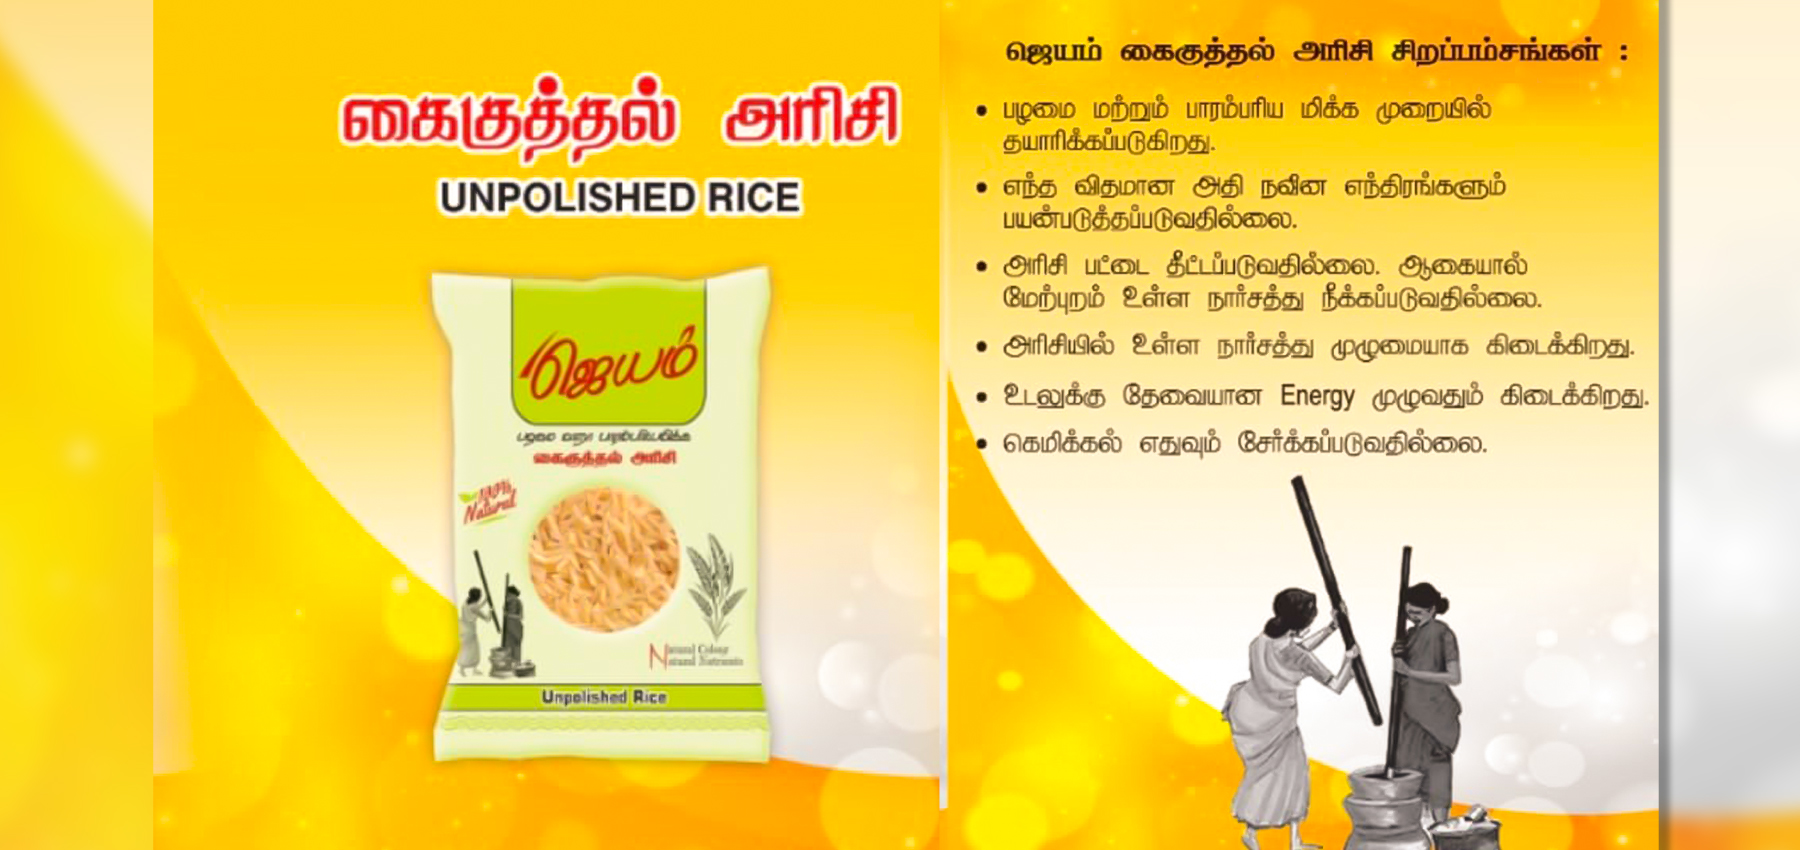 கைகுத்தல் அரிசி
UNPOLISHED RICE
ஜெயம்
பழமை மற்றும் பாரம்பரியமிக்க
கைகுத்தல் அரிசி
100%
Natural
Natural Colour
Natural Nutrients
Unpolished Rice
ஜெயம் கைகுத்தல் அரிசி சிறப்பம்சங்கள் :
• பழமை மற்றும் பாரம்பரிய மிக்க முறையில்
தயாரிக்கப்படுகிறது.
• எந்த விதமான அதி நவீன எந்திரங்களும்
பயன்படுத்தப்படுவதில்லை.
• அரிசி பட்டை தீட்டப்படுவதில்லை. ஆகையால்
மேற்புறம் உள்ள நார்சத்து நீக்கப்படுவதில்லை.
• அரிசியில் உள்ள நார்சத்து முழுமையாக கிடைக்கிறது.
• உடலுக்கு தேவையான Energy முழுவதும் கிடைக்கிறது.
• கெமிக்கல் எதுவும் சேர்க்கப்படுவதில்லை.